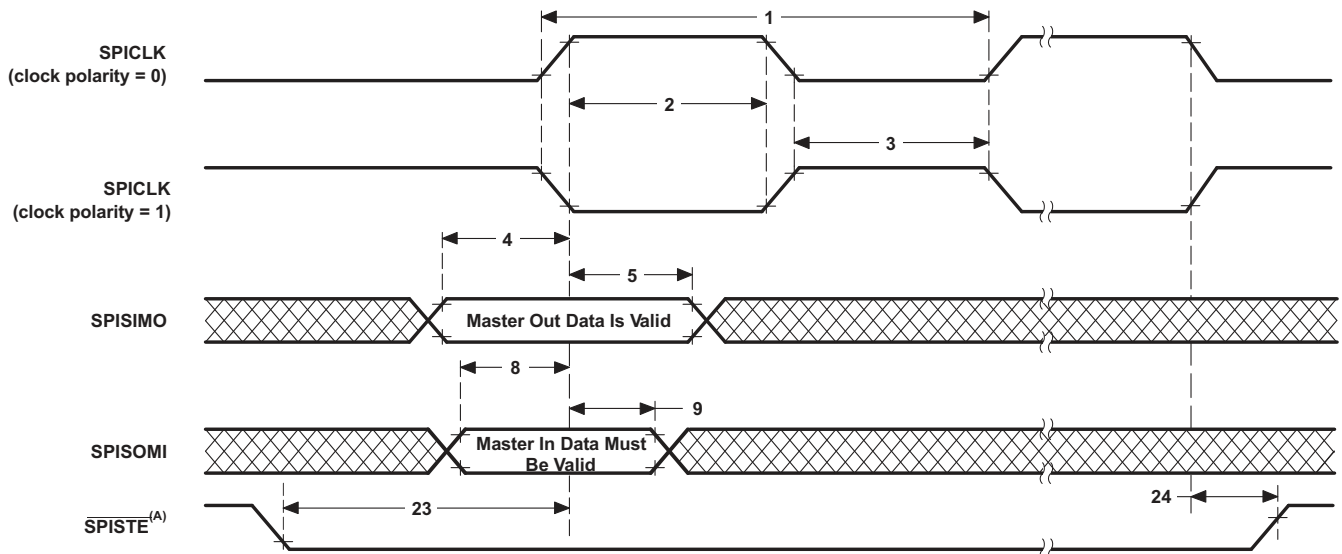 1
SPICLK
(clock polarity = 0)
2
3
SPICLK
(clock polarity = 1)
4
5
SPISIMO
Master Out Data Is Valid
8
9
SPISOMI
Master In Data Must
Be Valid
23
24
SPISTE(A)